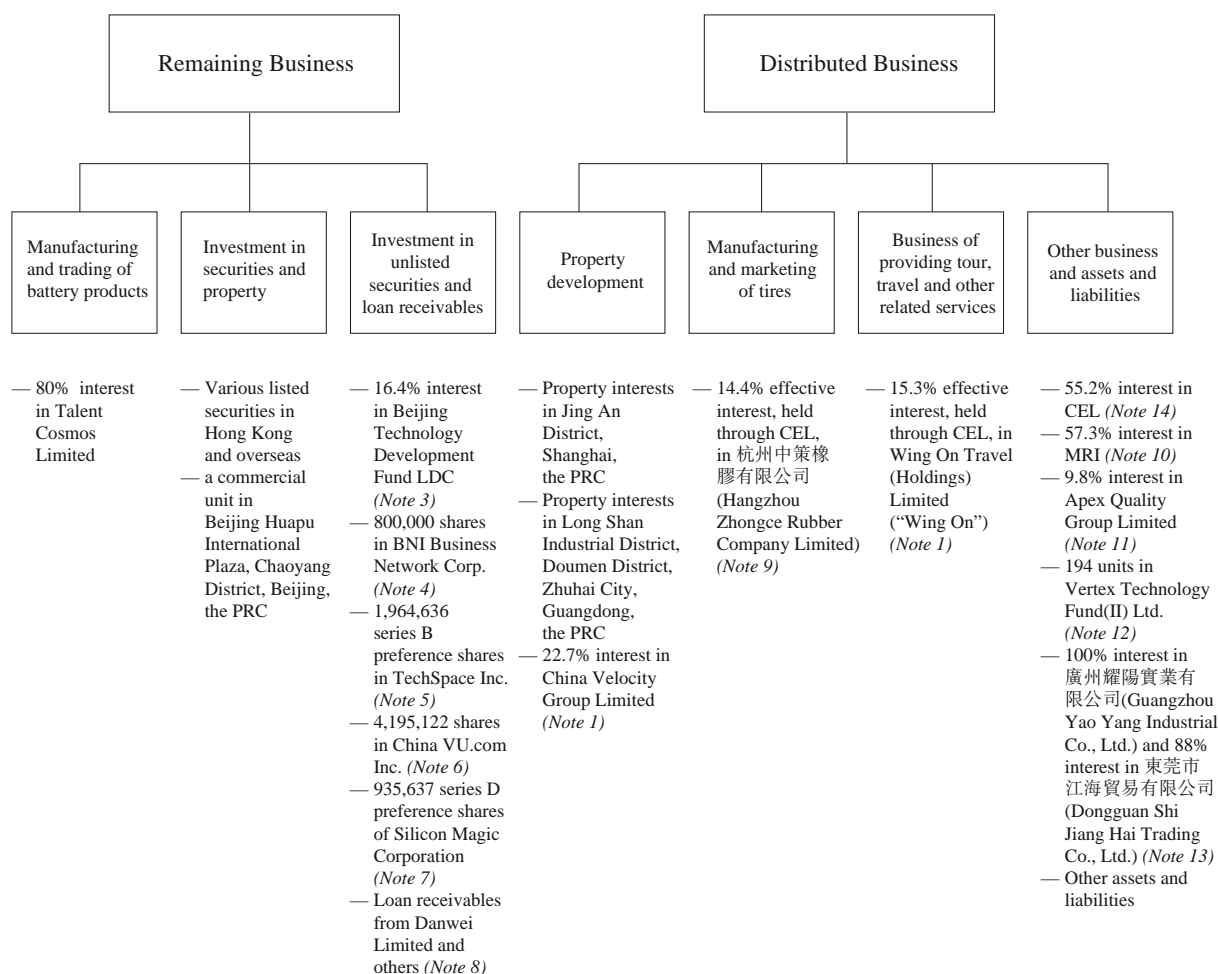 Remaining Business
Distributed Business
Manufacturing
and trading of
battery products
Investment in
securities and
property
Investment in
unlisted
securities and
loan receivables
Property
development
Manufacturing
and marketing
of tires
Business of
providing tour,
travel and other
related services
Other business
and assets and
liabilities
— 80% interest
in Talent
Cosmos
Limited
— Various listed
securities in
Hong Kong
and overseas
— a commercial
unit in
Beijing Huapu
International
Plaza, Chaoyang
District, Beijing,
the PRC
— 16.4% interest
in Beijing
Technology
Development
Fund LDC
(Note 3)
— 800,000 shares
in BNI Business
Network Corp.
(Note 4)
— 1,964,636
series B
preference shares
in TechSpace Inc.
(Note 5)
— 4,195,122 shares
in China VU.com
Inc. (Note 6)
— 935,637 series D
preference shares
of Silicon Magic
Corporation
(Note 7)
— Loan receivables
from Danwei
Limited and
others (Note 8)
— Property interests
in Jing An
District,
Shanghai,
the PRC
— Property interests
in Long Shan
Industrial District,
Doumen District,
Zhuhai City,
Guangdong,
the PRC
— 22.7% interest in
China Velocity
Group Limited
(Note 1)
— 14.4% effective
interest, held
through CEL,
in 杭州中策橡
膠有限公司
(Hangzhou
Zhongce Rubber
Company Limited)
(Note 9)
— 15.3% effective
interest, held
through CEL, in
Wing On Travel
(Holdings)
Limited
(“Wing On”)
(Note 1)
— 55.2% interest in
CEL (Note 14)
— 57.3% interest in
MRI (Note 10)
— 9.8% interest in
Apex Quality
Group Limited
(Note 11)
— 194 units in
Vertex Technology
Fund(II) Ltd.
(Note 12)
— 100% interest in
廣州耀陽實業有
限公司(Guangzhou
Yao Yang Industrial
Co., Ltd.) and 88%
interest in 東莞市
江海貿易有限公司
(Dongguan Shi
Jiang Hai Trading
Co., Ltd.) (Note 13)
— Other assets and
liabilities